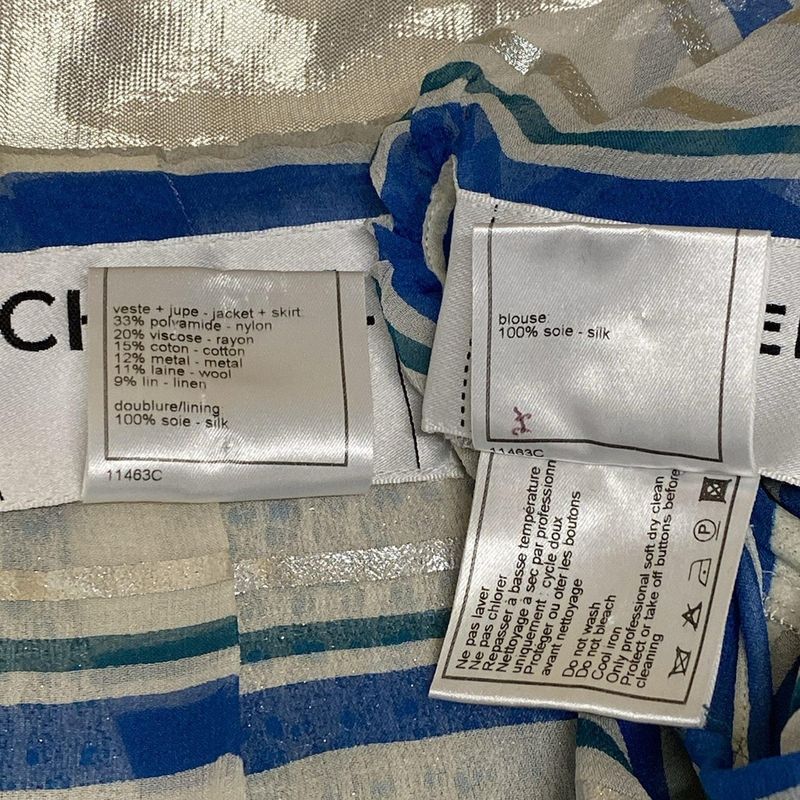 CH
veste + jupe - jacket + skirt
33% polyamide - nylon
20% viscose - rayon
15% coton - cotton
12% metal - metal
11% laine - wool
9% lin - linen
doublure/lining
100% soie - silk
11463C
blouse:
100% soie - silk
11463C
Ne pas laver
Ne pas chlorer
Repasser à basse température
Nettoyage à sec par professionn
uniquement : cycle doux
Protéger ou ôter les boutons
avant nettoyage
Do not wash
Do not bleach
Cool iron
Only professional soft dry clean
Protect or take off buttons before
cleaning
P